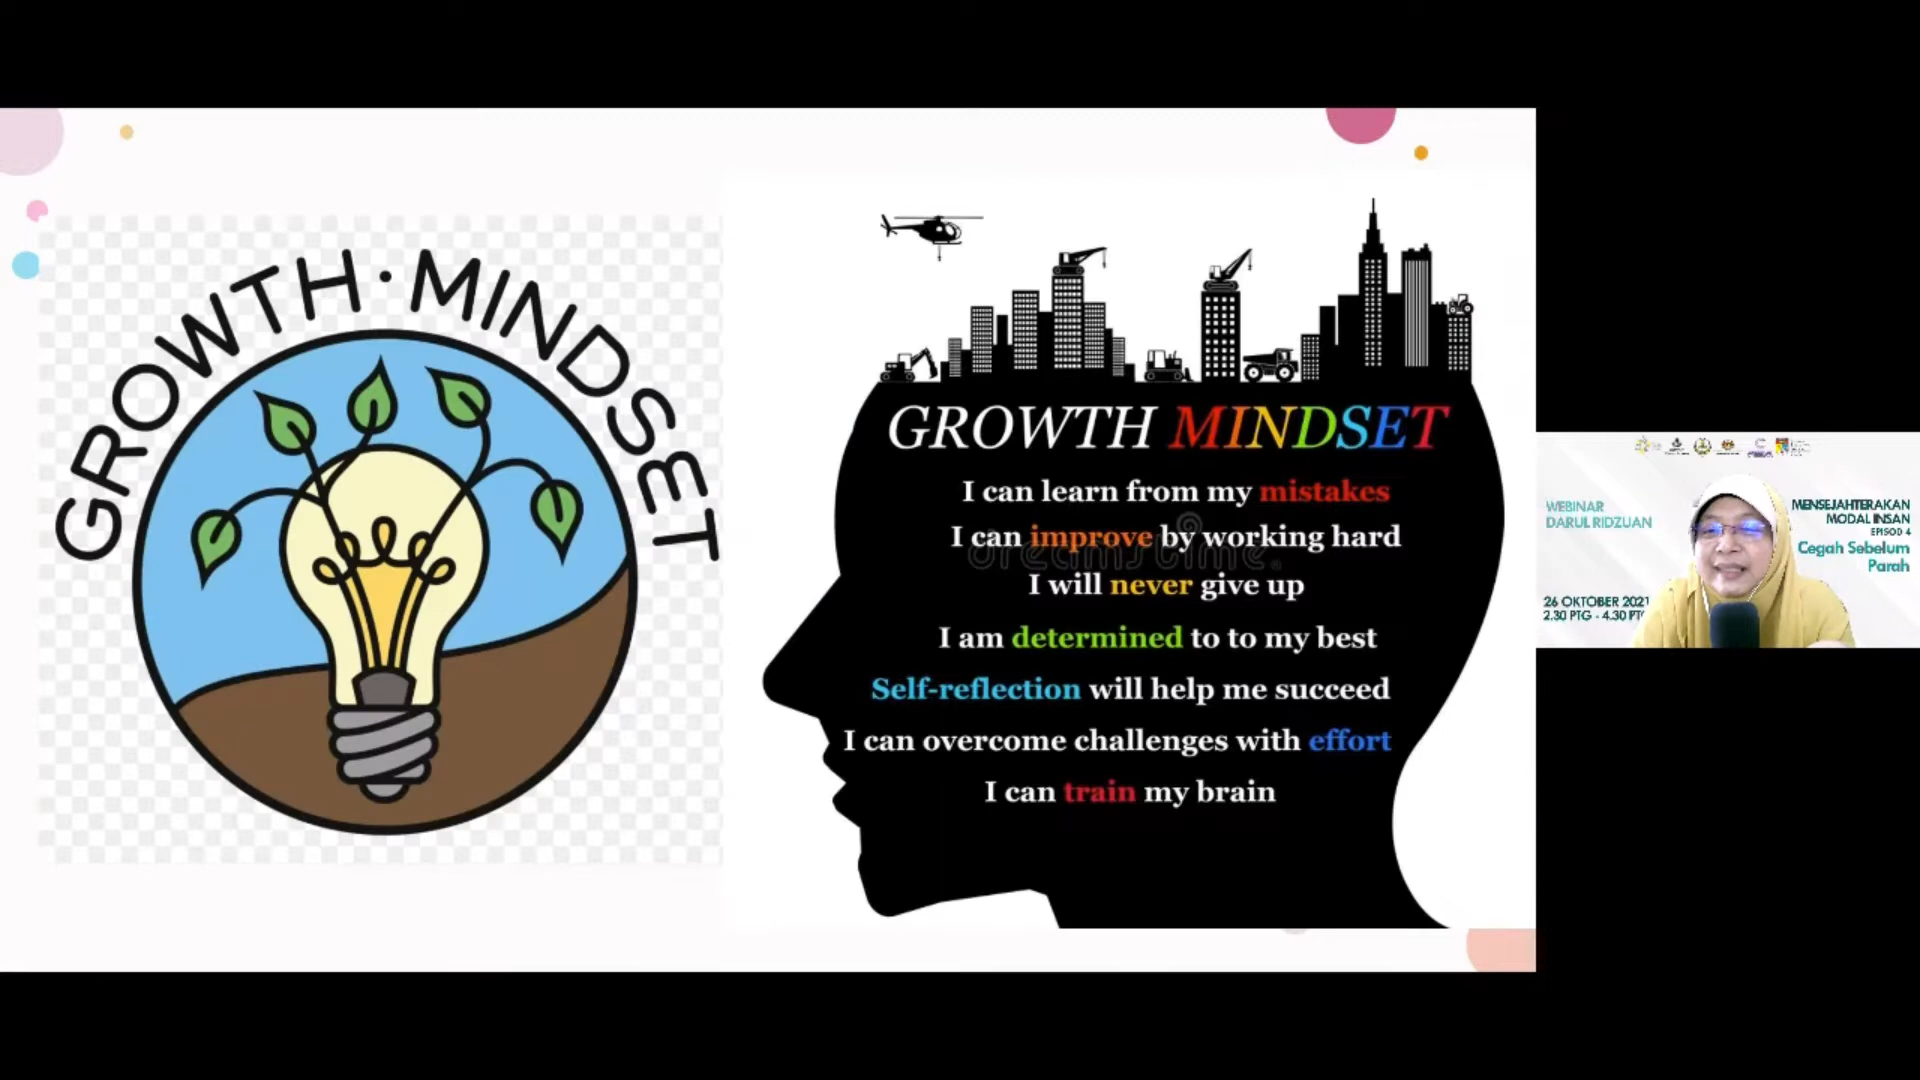 GROWTH·MINDSET
GROWTH MINDSET
I can learn from my mistakes
I can improve by working hard
dreamstime
I will never give up
I am determined to to my best
Self-reflection will help me succeed
I can overcome challenges with effort
I can train my brain
WEBINAR
DARUL RIDZUAN
26 OKTOBER 2021
2.30 PTG - 4.30 PTG
MENSEJAHTERAKAN
MODAL INSAN
EPISOD 4
Cegah Sebelum
Parah